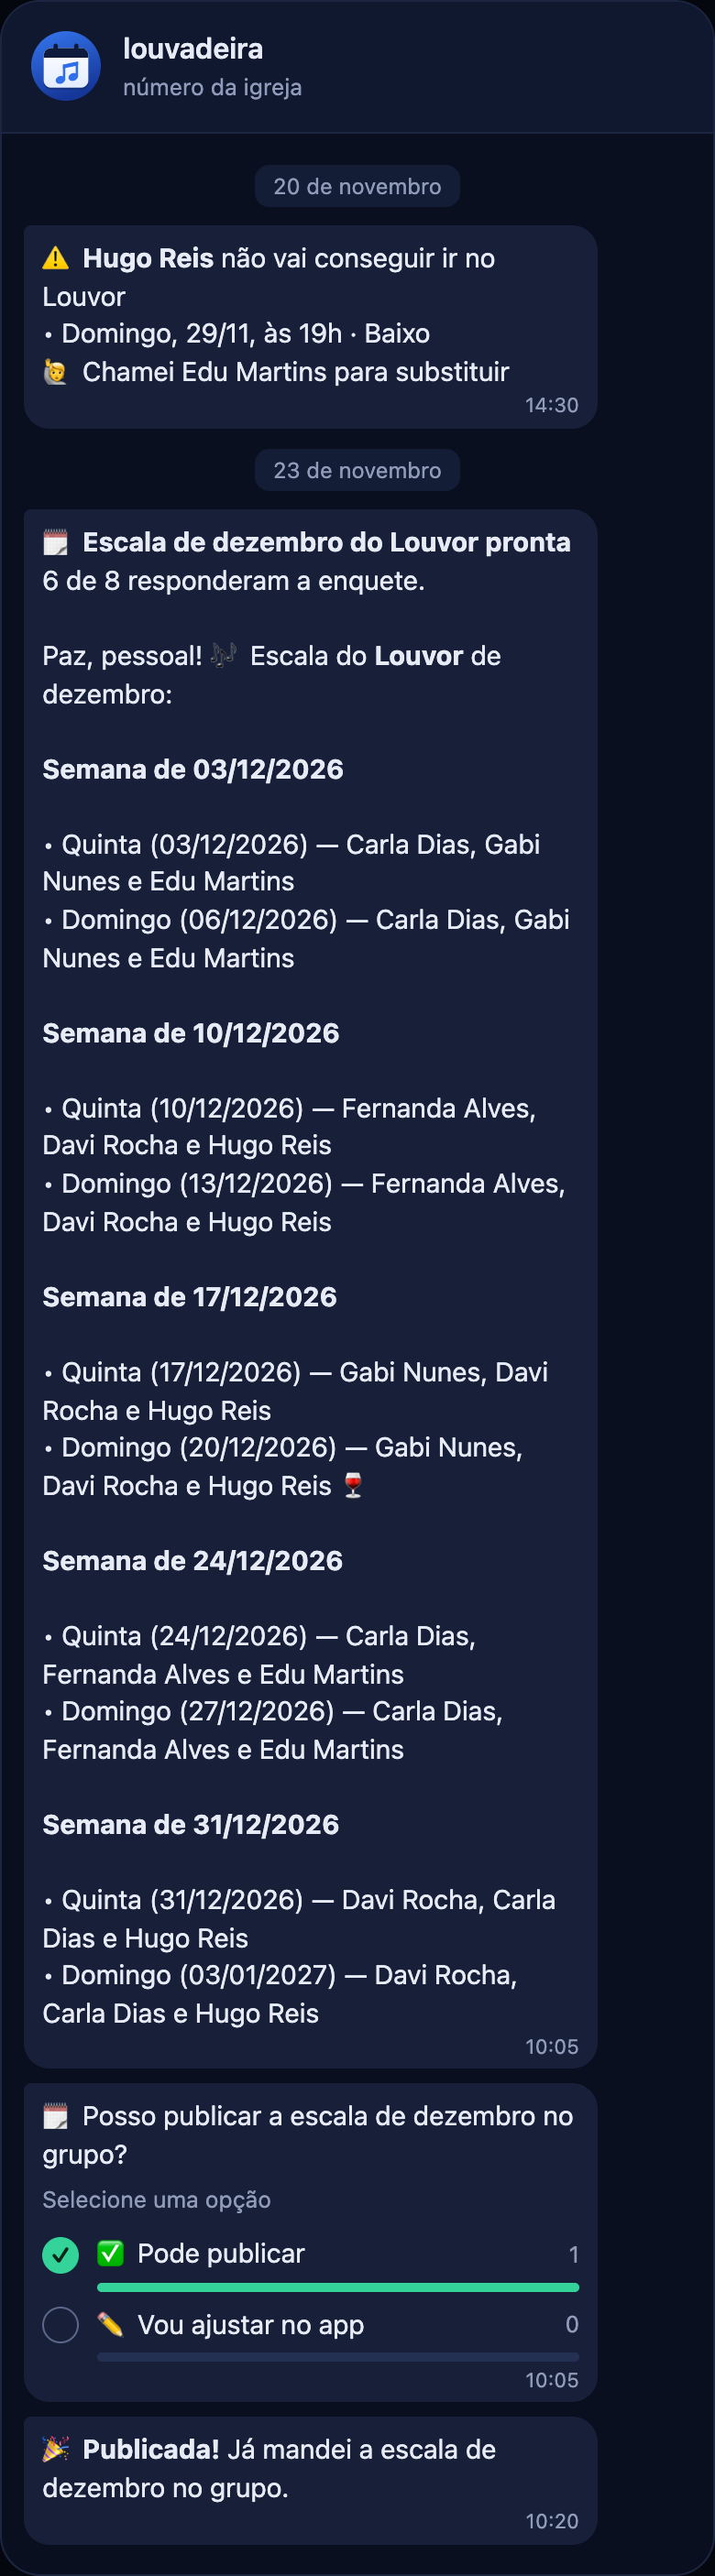 louvadeira
número da igreja
20 de novembro
⚠️ Hugo Reis não vai conseguir ir no
Louvor
• Domingo, 29/11, às 19h · Baixo
🙋 Chamei Edu Martins para substituir
14:30
23 de novembro
🗓️ Escala de dezembro do Louvor pronta
6 de 8 responderam a enquete.
Paz, pessoal! 🎶 Escala do Louvor de
dezembro:
Semana de 03/12/2026
• Quinta (03/12/2026) — Carla Dias, Gabi
Nunes e Edu Martins
• Domingo (06/12/2026) — Carla Dias, Gabi
Nunes e Edu Martins
Semana de 10/12/2026
• Quinta (10/12/2026) — Fernanda Alves,
Davi Rocha e Hugo Reis
• Domingo (13/12/2026) — Fernanda Alves,
Davi Rocha e Hugo Reis
Semana de 17/12/2026
• Quinta (17/12/2026) — Gabi Nunes, Davi
Rocha e Hugo Reis
• Domingo (20/12/2026) — Gabi Nunes,
Davi Rocha e Hugo Reis 🍷
Semana de 24/12/2026
• Quinta (24/12/2026) — Carla Dias,
Fernanda Alves e Edu Martins
• Domingo (27/12/2026) — Carla Dias,
Fernanda Alves e Edu Martins
Semana de 31/12/2026
• Quinta (31/12/2026) — Davi Rocha, Carla
Dias e Hugo Reis
• Domingo (03/01/2027) — Davi Rocha,
Carla Dias e Hugo Reis
10:05
🗓️ Posso publicar a escala de dezembro no
grupo?
Selecione uma opção
✅ Pode publicar 1
✏️ Vou ajustar no app 0
10:05
🎉 Publicada! Já mandei a escala de
dezembro no grupo.
10:20